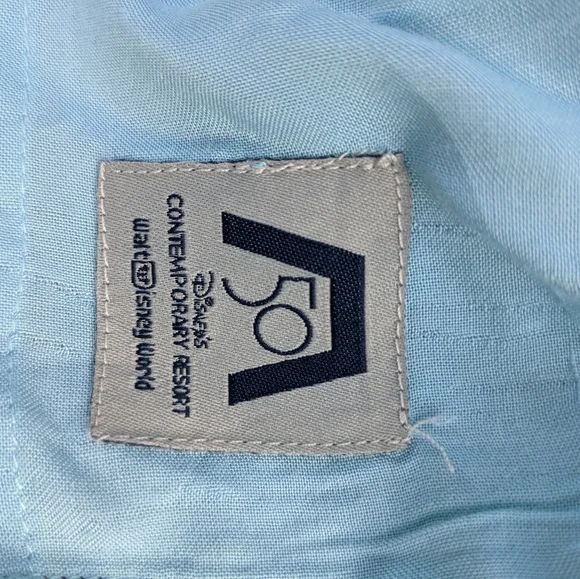 50
Disney's
CONTEMPORARY RESORT
Walt Disney World